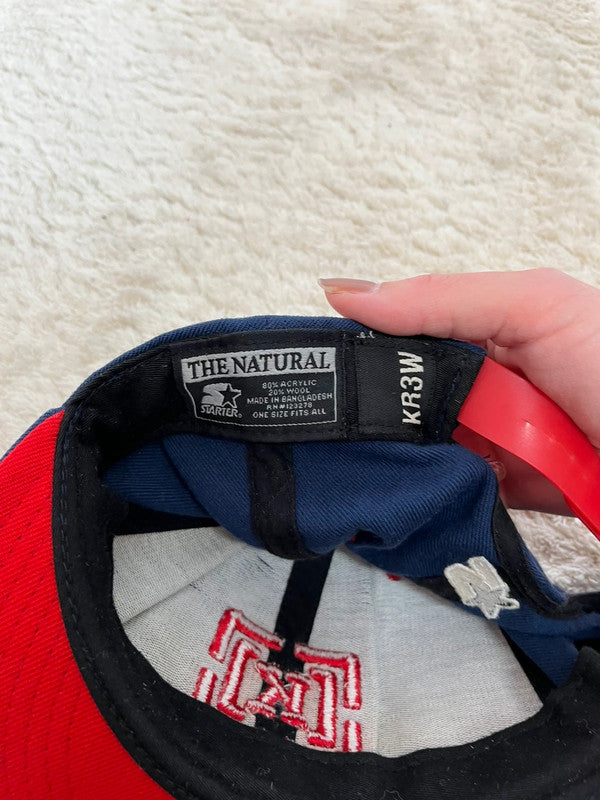 THE NATURAL
STARTER®
80% ACRYLIC
20% WOOL
MADE IN BANGLADESH
RN#123278
ONE SIZE FITS ALL
KR3W
K